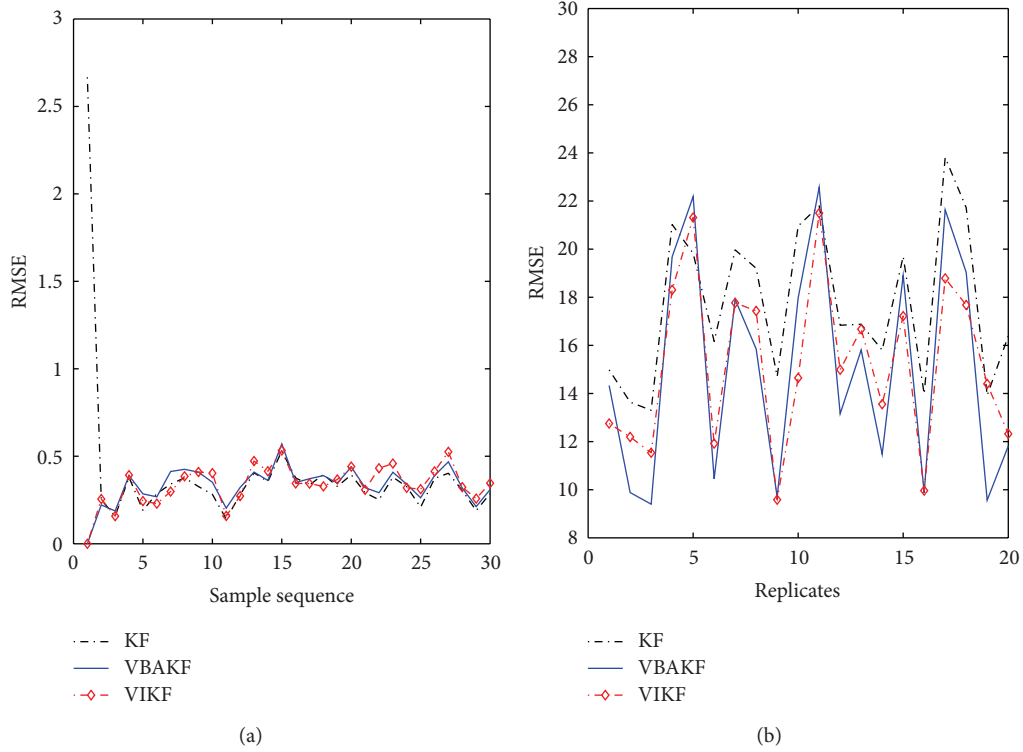 3
2.5
2
1.5
1
0.5
0
RMSE
0 5 10 15 20 25 30
Sample sequence
KF
VBAKF
VIKF
(a)
30
28
26
24
22
20
18
16
14
12
10
8
RMSE
0 5 10 15 20
Replicates
KF
VBAKF
VIKF
(b)